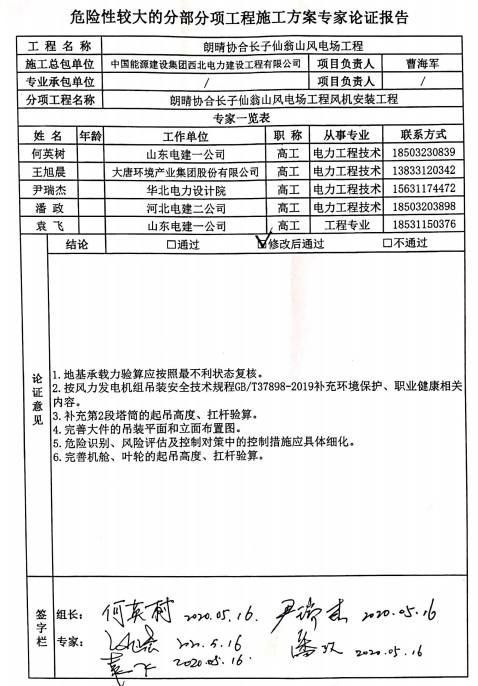 危险性较大的分部分项工程施工方案专家论证报告
工 程 名 称 朗晴协合长子仙翁山风电场工程
施工总包单位 中国能源建设集团西北电力建设工程有限公司 项目负责人 曹海军
专业承包单位 / 项目负责人 /
分项工程名称 朗晴协合长子仙翁山风电场工程风机安装工程
专家一览表
姓 名 年龄 工作单位 职 称 从事专业 联系方式
何英树 山东电建一公司 高工 电力工程技术 18503230839
王旭晨 大唐环境产业集团股份有限公司 高工 电力工程技术 13833120342
尹瑞杰 华北电力设计院 高工 电力工程技术 15631174472
潘 政 河北电建二公司 高工 电力工程技术 18503203898
袁 飞 山东电建一公司 高工 工程专业 18531150376
结论 □通过 ☑修改后通过 □不通过
论证意见
1.地基承载力验算应按照最不利状态复核。
2.按风力发电机组吊装安全技术规程GB/T37898-2019补充环境保护、职业健康相关
内容。
3.补充第2段塔筒的起吊高度、扛杆验算。
4.完善大件的吊装平面和立面布置图。
5.危险识别、风险评估及控制对策中的控制措施应具体细化。
6.完善机舱、叶轮的起吊高度、扛杆验算。
签字栏
组长: 何英树 2020.05.16. 尹瑞杰 2020.05.16
专家: 2020.5.16 潘政 2020.05.16
袁飞 2020.05.16.